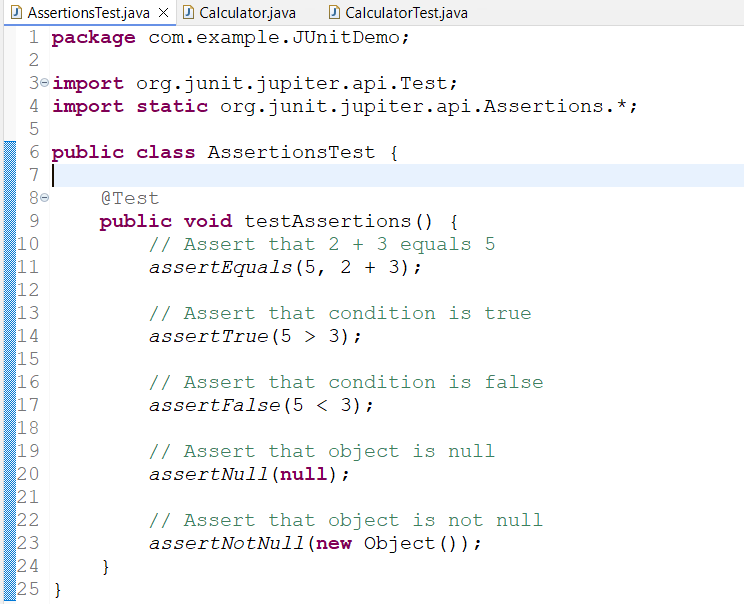 AssertionsTest.java Calculator.java CalculatorTest.java
1 package com.example.JUnitDemo;
2
3 import org.junit.jupiter.api.Test;
4 import static org.junit.jupiter.api.Assertions.*;
5
6 public class AssertionsTest {
7
8     @Test
9     public void testAssertions() {
10         // Assert that 2 + 3 equals 5
11         assertEquals(5, 2 + 3);
12
13         // Assert that condition is true
14         assertTrue(5 > 3);
15
16         // Assert that condition is false
17         assertFalse(5 < 3);
18
19         // Assert that object is null
20         assertNull(null);
21
22         // Assert that object is not null
23         assertNotNull(new Object());
24     }
25 }